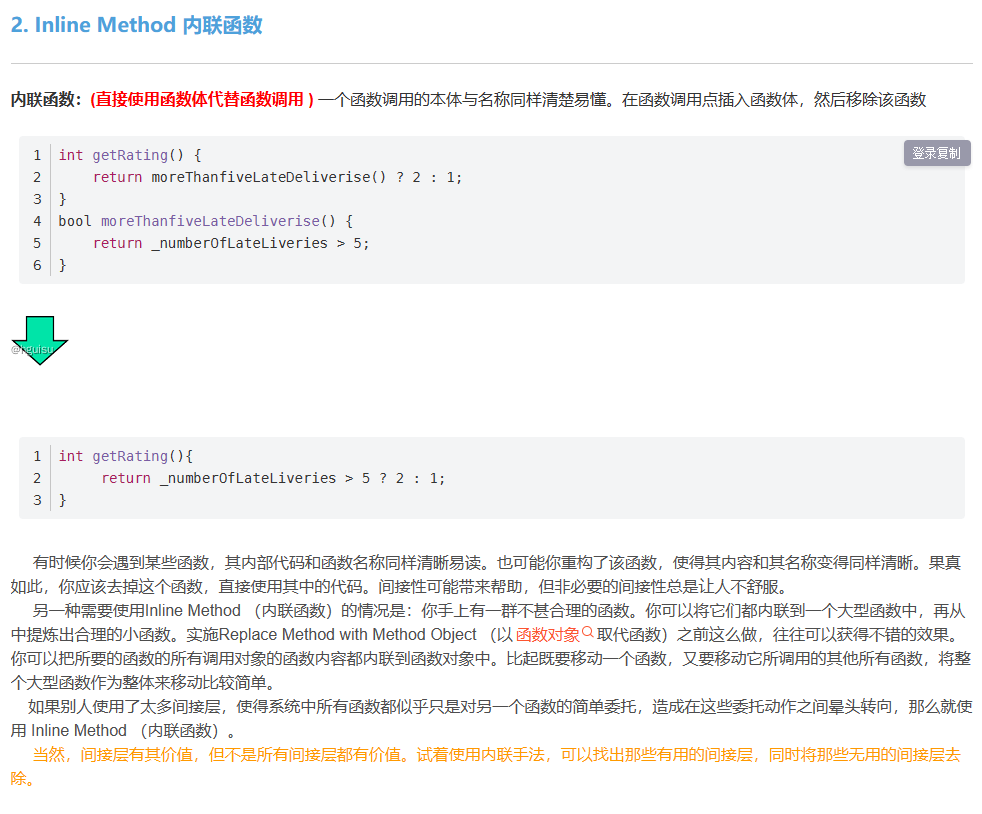 2. Inline Method 内联函数
内联函数：(直接使用函数体代替函数调用 ) 一个函数调用的本体与名称同样清楚易懂。在函数调用点插入函数体，然后移除该函数
登录复制
1 int getRating() {
2     return moreThanfiveLateDeliverise() ? 2 : 1;
3 }
4 bool moreThanfiveLateDeliverise() {
5     return _numberOfLateLiveries > 5;
6 }
@hguisu
1 int getRating(){
2      return _numberOfLateLiveries > 5 ? 2 : 1;
3 }
有时候你会遇到某些函数，其内部代码和函数名称同样清晰易读。也可能你重构了该函数，使得其内容和其名称变得同样清晰。果真
如此，你应该去掉这个函数，直接使用其中的代码。间接性可能带来帮助，但非必要的间接性总是让人不舒服。
另一种需要使用Inline Method （内联函数）的情况是：你手上有一群不甚合理的函数。你可以将它们都内联到一个大型函数中，再从
中提炼出合理的小函数。实施Replace Method with Method Object （以 函数对象 取代函数）之前这么做，往往可以获得不错的效果。
你可以把所要的函数的所有调用对象的函数内容都内联到函数对象中。比起既要移动一个函数，又要移动它所调用的其他所有函数，将整
个大型函数作为整体来移动比较简单。
如果别人使用了太多间接层，使得系统中所有函数都似乎只是对另一个函数的简单委托，造成在这些委托动作之间晕头转向，那么就使
用 Inline Method （内联函数）。
当然，间接层有其价值，但不是所有间接层都有价值。试着使用内联手法，可以找出那些有用的间接层，同时将那些无用的间接层去
除。